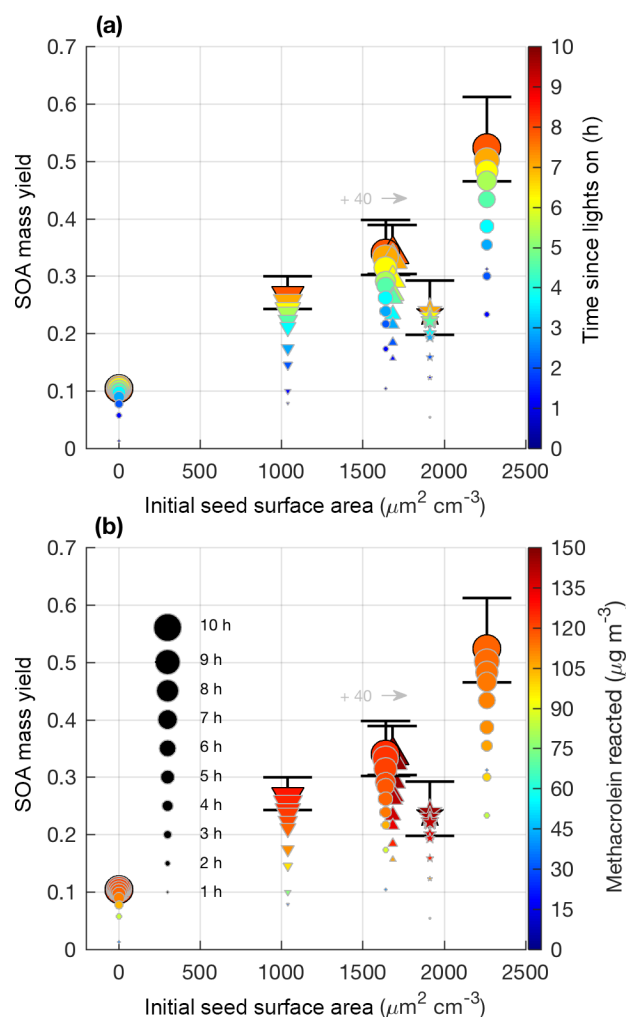 (a)
0.7
0.6
0.5
0.4
0.3
0.2
0.1
0
SOA mass yield
+ 40
0 500 1000 1500 2000 2500
Initial seed surface area (μm² cm⁻³)
10
9
8
7
6
5
4
3
2
1
0
Time since lights on (h)
(b)
0.7
0.6
0.5
0.4
0.3
0.2
0.1
0
SOA mass yield
10 h
9 h
8 h
7 h
6 h
5 h
4 h
3 h
2 h
1 h
+ 40
0 500 1000 1500 2000 2500
Initial seed surface area (μm² cm⁻³)
150
135
120
105
90
75
60
45
30
15
0
Methacrolein reacted (μg m⁻³)